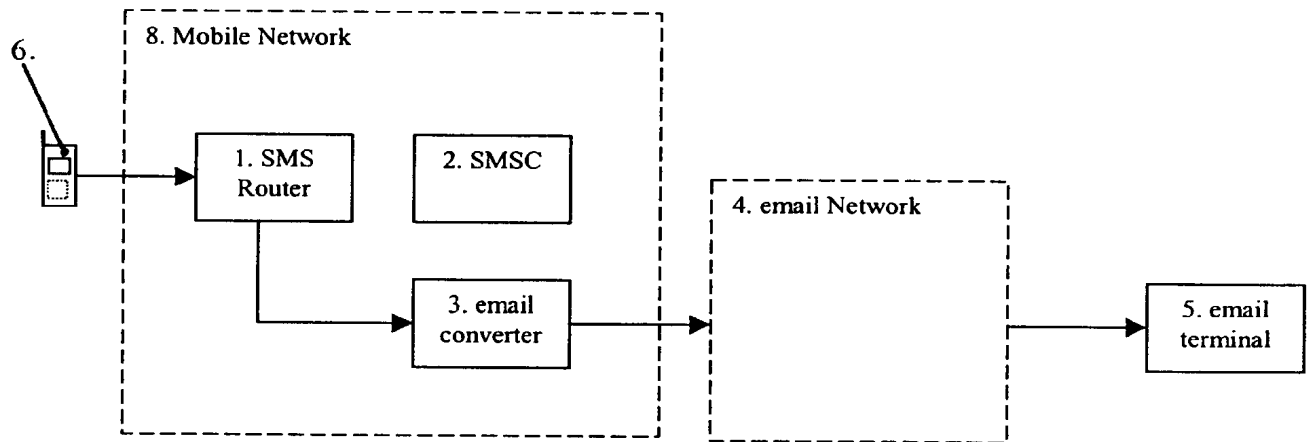 8. Mobile Network
6.
1. SMS
Router
2. SMSC
4. email Network
3. email
converter
5. email
terminal